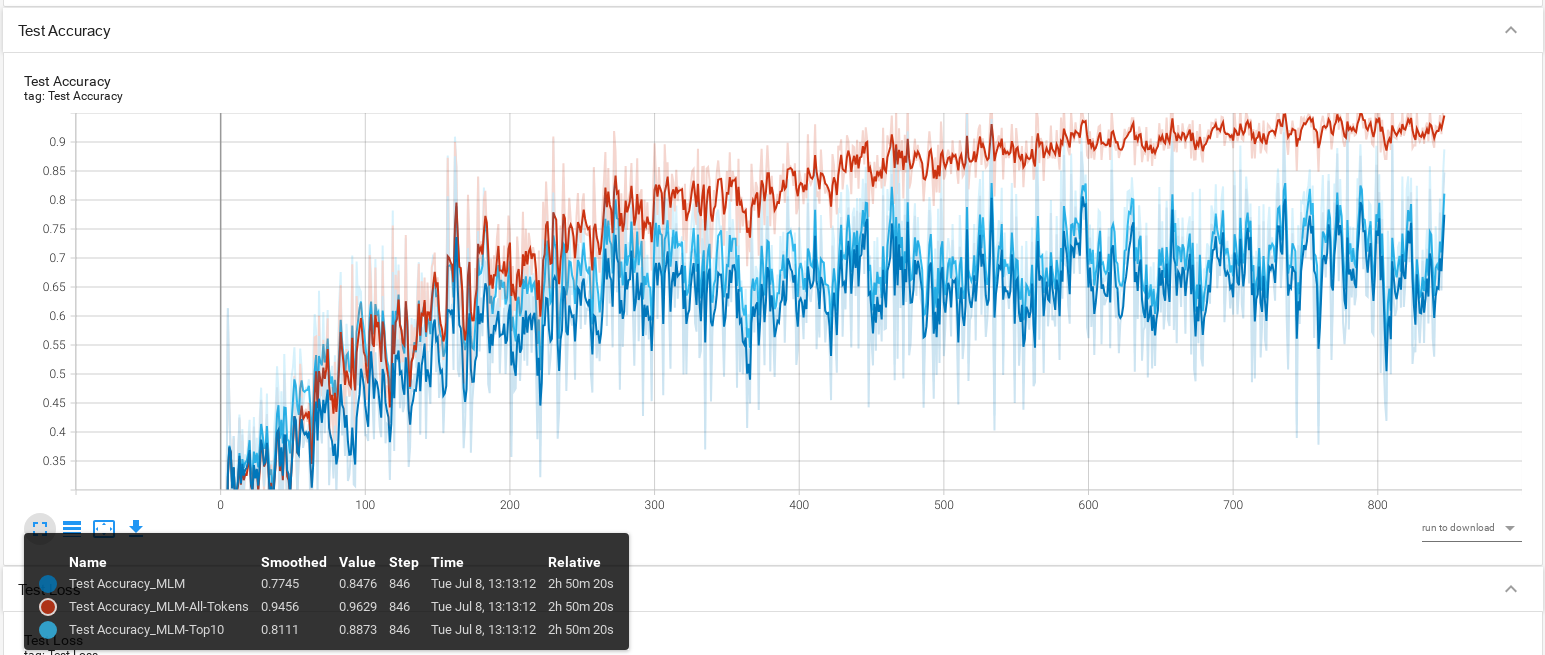 Test Accuracy
Test Accuracy
tag: Test Accuracy
0.9
0.85
0.8
0.75
0.7
0.65
0.6
0.55
0.5
0.45
0.4
0.35
0 100 200 300 400 500 600 700 800
run to download
Name Smoothed Value Step Time Relative
Test Accuracy_MLM 0.7745 0.8476 846 Tue Jul 8, 13:13:12 2h 50m 20s
Test Loss
Test Accuracy_MLM-All-Tokens 0.9456 0.9629 846 Tue Jul 8, 13:13:12 2h 50m 20s
Test Accuracy_MLM-Top10 0.8111 0.8873 846 Tue Jul 8, 13:13:12 2h 50m 20s
Test Loss
tag: Test Loss